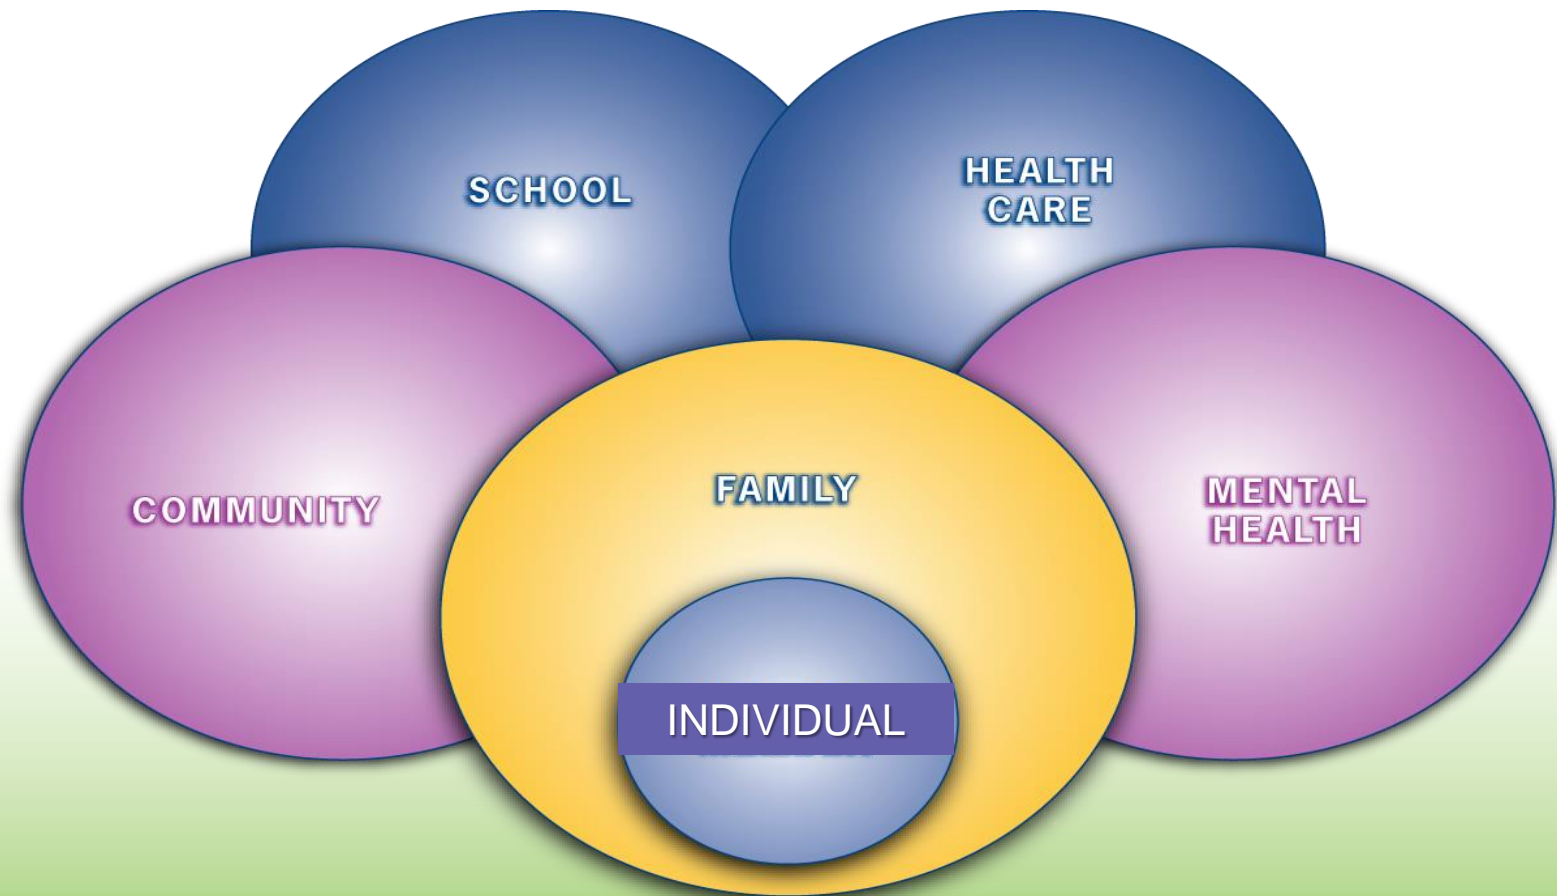 SCHOOL
HEALTH
CARE
COMMUNITY
FAMILY
MENTAL
HEALTH
INDIVIDUAL